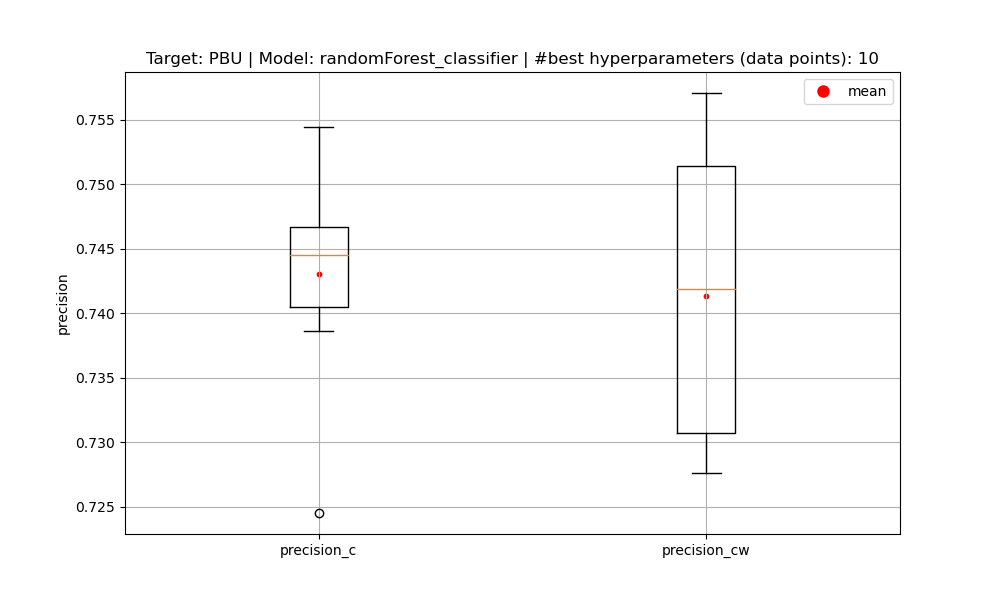 Target: PBU | Model: randomForest_classifier | #best hyperparameters (data points): 10
mean
0.755
0.750
0.745
0.740
0.735
0.730
0.725
precision
precision_c
precision_cw